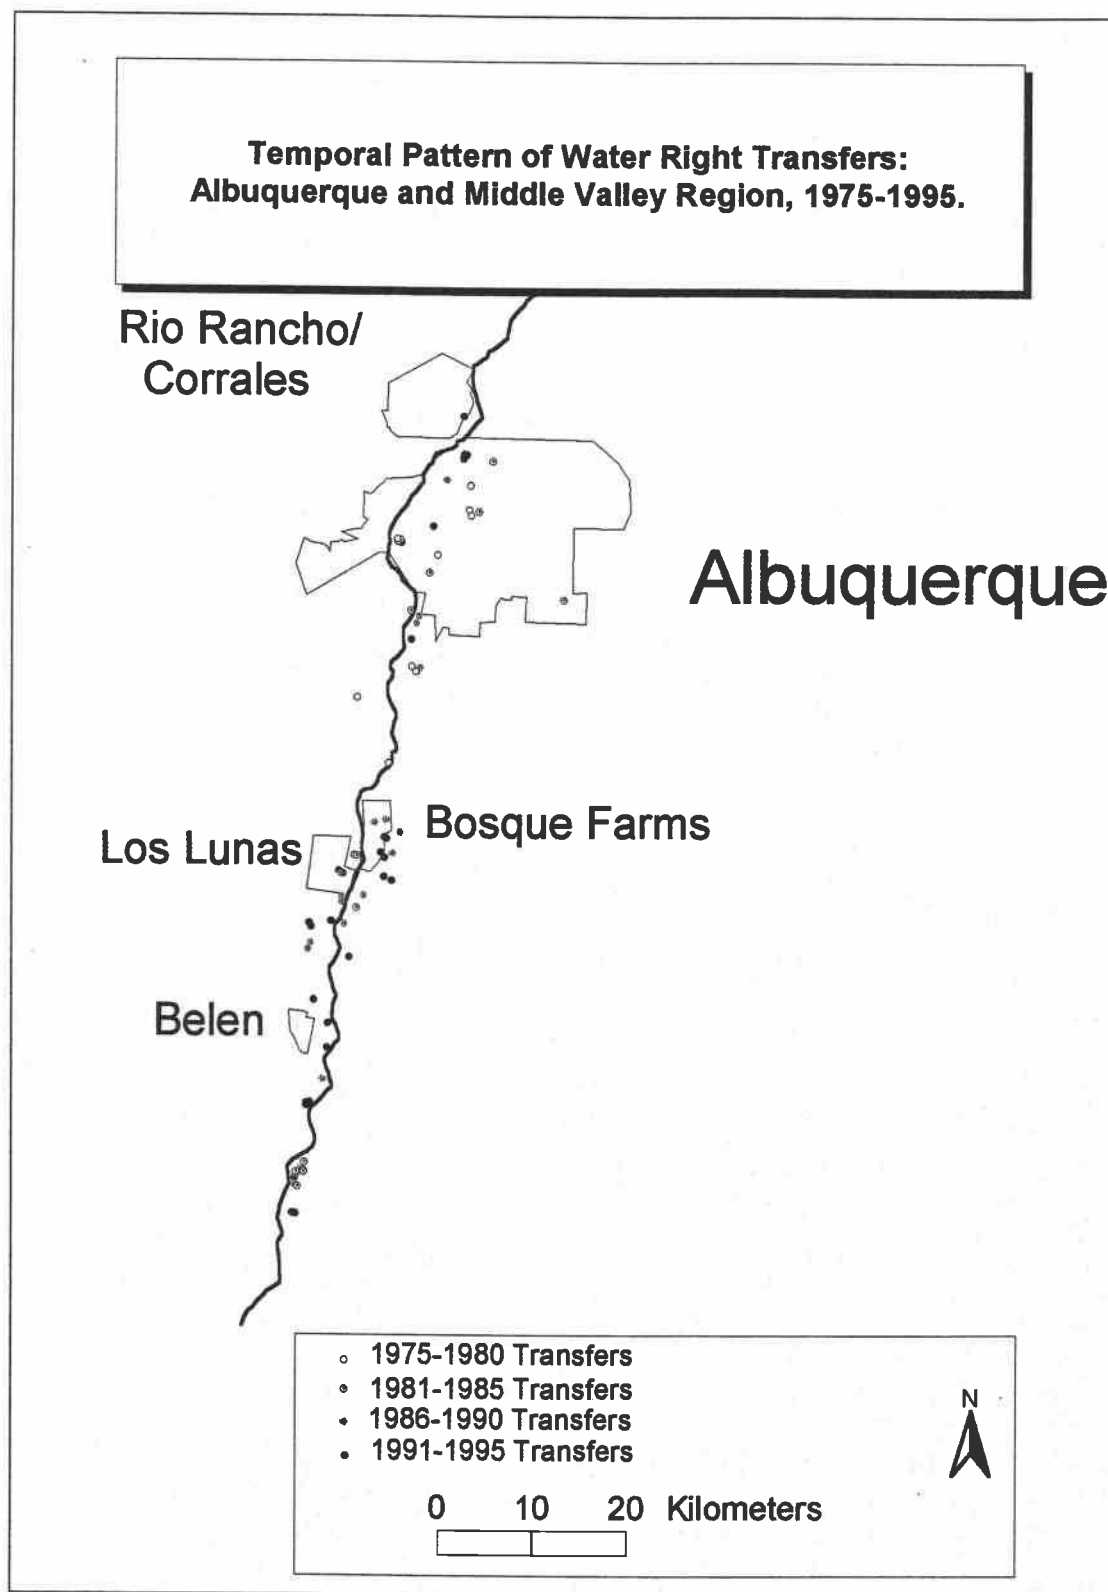 Temporal Pattern of Water Right Transfers:
Albuquerque and Middle Valley Region, 1975-1995.
Rio Rancho/
Corrales
Albuquerque
Bosque Farms
Los Lunas
Belen
1975-1980 Transfers
1981-1985 Transfers
1986-1990 Transfers
1991-1995 Transfers
N
0 10 20 Kilometers